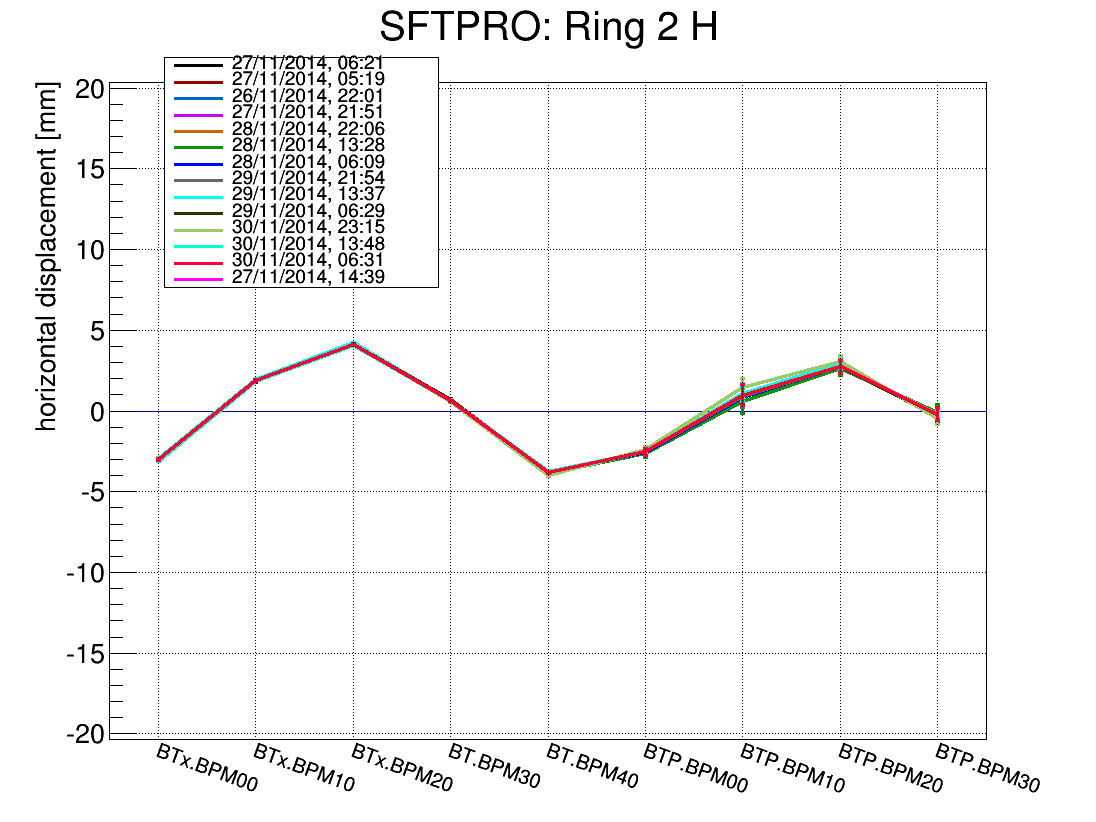 SFTPRO: Ring 2 H
horizontal displacement [mm]
27/11/2014, 06:21
27/11/2014, 05:19
26/11/2014, 22:01
27/11/2014, 21:51
28/11/2014, 22:06
28/11/2014, 13:28
28/11/2014, 06:09
29/11/2014, 21:54
29/11/2014, 13:37
29/11/2014, 06:29
30/11/2014, 23:15
30/11/2014, 13:48
30/11/2014, 06:31
27/11/2014, 14:39
20
15
10
5
0
-5
-10
-15
-20
BTx.BPM00
BTx.BPM10
BTx.BPM20
BT.BPM30
BT.BPM40
BTP.BPM00
BTP.BPM10
BTP.BPM20
BTP.BPM30